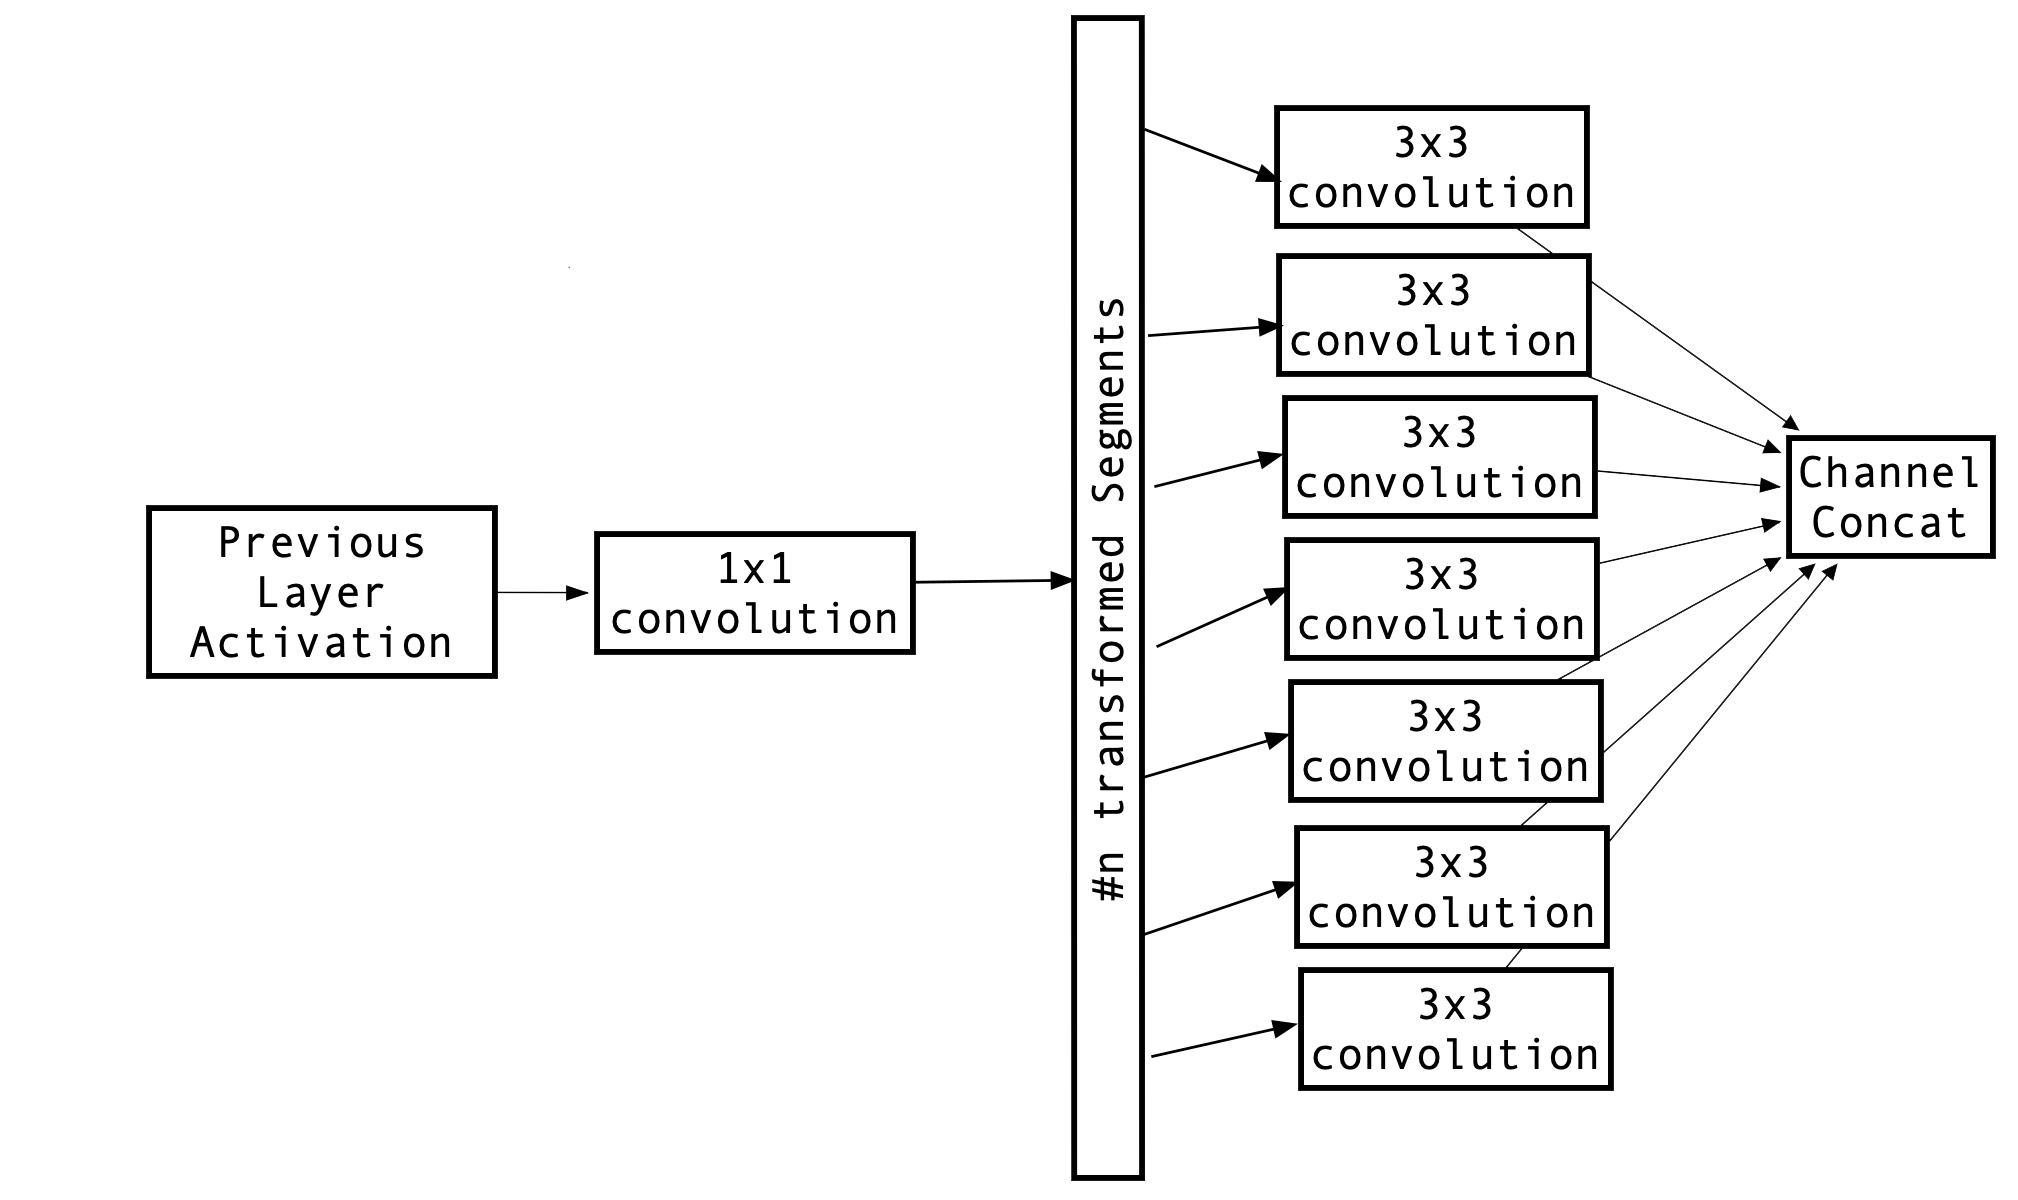 Previous
Layer
Activation
1x1
convolution
#n transformed Segments
3x3
convolution
3x3
convolution
3x3
convolution
3x3
convolution
3x3
convolution
3x3
convolution
3x3
convolution
Channel
Concat